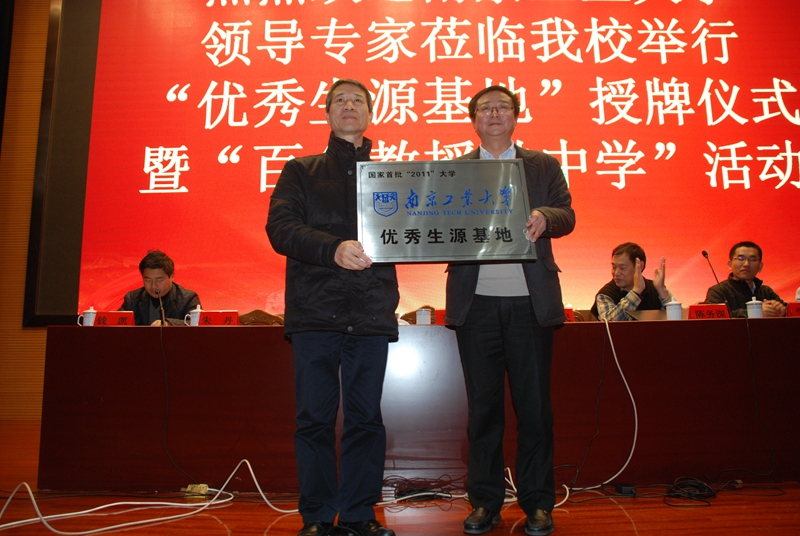 领导专家莅临我校举行
“优秀生源基地”授牌仪式
暨“百 教授 中学”活动
国家首批“2011”大学
南京工业大学
NANJING TECH UNIVERSITY
优秀生源基地